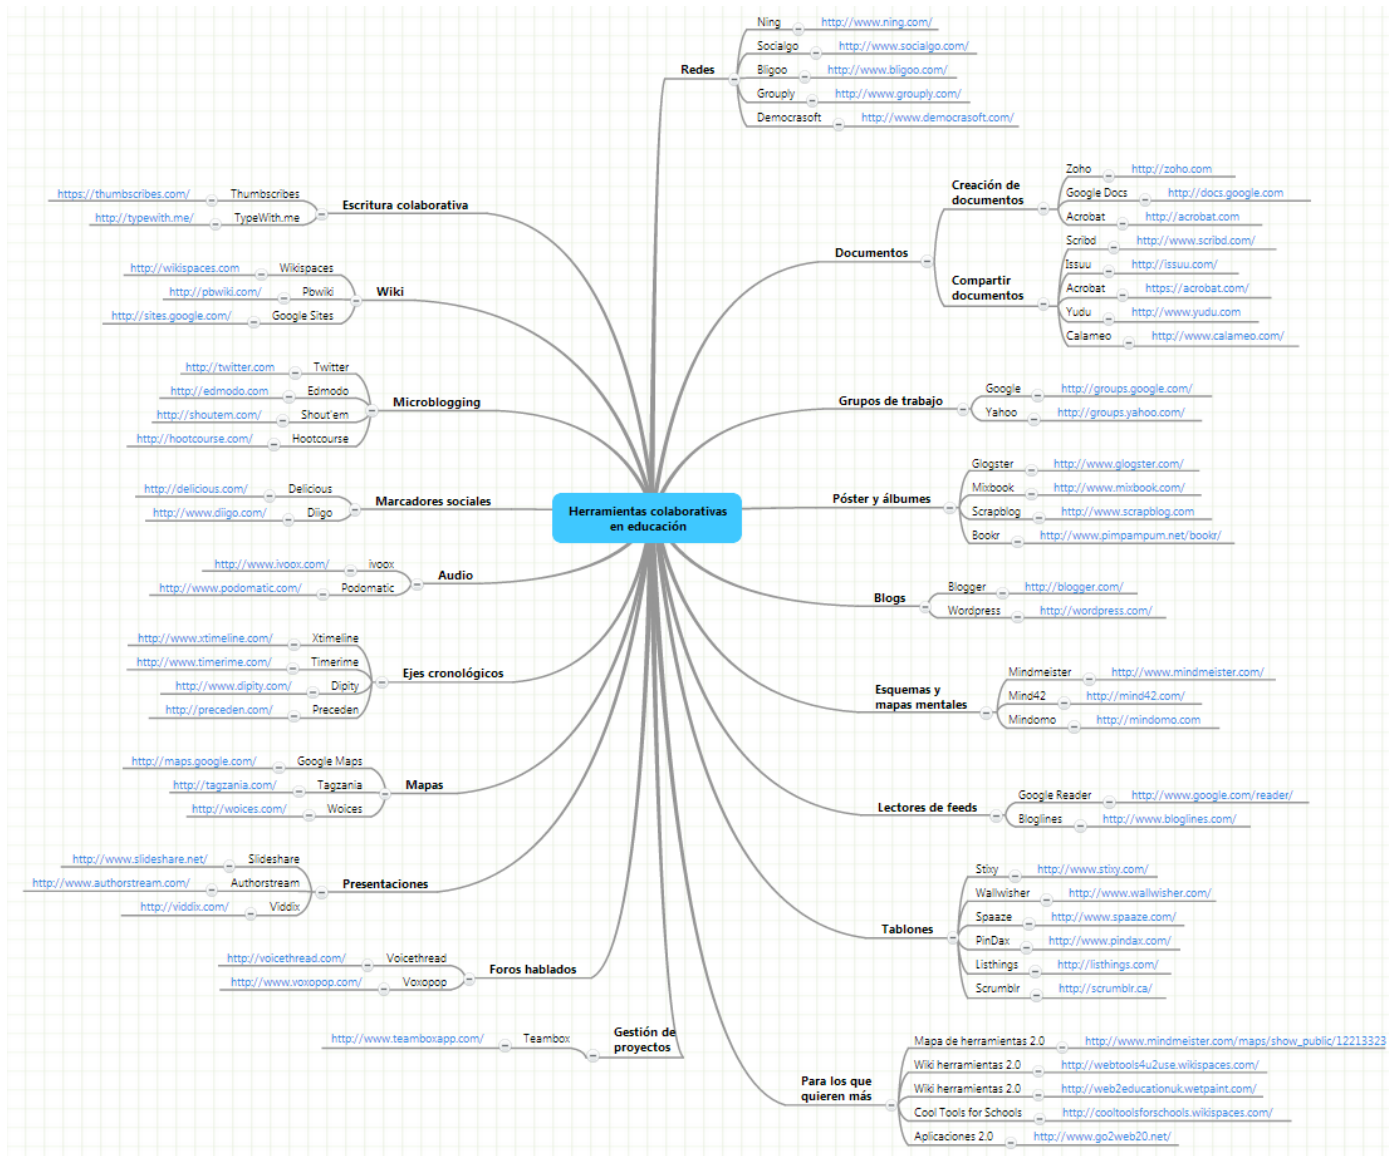 Herramientas colaborativas
en educación
Redes
Ning http://www.ning.com/
Socialgo http://www.socialgo.com/
Bligoo http://www.bligoo.com/
Grouply http://www.grouply.com/
Democrasoft http://www.democrasoft.com/
Documentos
Creación de
documentos
Zoho http://zoho.com
Google Docs http://docs.google.com
Acrobat http://acrobat.com
Compartir
documentos
Scribd http://www.scribd.com/
Issuu http://issuu.com/
Acrobat https://acrobat.com/
Yudu http://www.yudu.com
Calameo http://www.calameo.com/
Grupos de trabajo
Google http://groups.google.com/
Yahoo http://groups.yahoo.com/
Póster y álbumes
Glogster http://www.glogster.com/
Mixbook http://www.mixbook.com/
Scrapblog http://www.scrapblog.com
Bookr http://www.pimpampum.net/bookr/
Blogs
Blogger http://blogger.com/
Wordpress http://wordpress.com/
Esquemas y
mapas mentales
Mindmeister http://www.mindmeister.com/
Mind42 http://mind42.com/
Mindomo http://mindomo.com
Lectores de feeds
Google Reader http://www.google.com/reader/
Bloglines http://www.bloglines.com/
Tablones
Stixy http://www.stixy.com/
Wallwisher http://www.wallwisher.com/
Spaaze http://www.spaaze.com/
PinDax http://www.pindax.com/
Listhings http://listhings.com/
Scrumblr http://scrumblr.ca/
Para los que
quieren más
Mapa de herramientas 2.0 http://www.mindmeister.com/maps/show_public/12213323
Wiki herramientas 2.0 http://webtools4u2use.wikispaces.com/
Wiki herramientas 2.0 http://web2educationuk.wetpaint.com/
Cool Tools for Schools http://cooltoolsforschools.wikispaces.com/
Aplicaciones 2.0 http://www.go2web20.net/
Escritura colaborativa
https://thumbscribes.com/ Thumbscribes
http://typewith.me/ TypeWith.me
Wiki
http://wikispaces.com Wikispaces
http://pbwiki.com/ Pbwiki
http://sites.google.com/ Google Sites
Microblogging
http://twitter.com Twitter
http://edmodo.com Edmodo
http://shoutem.com/ Shout'em
http://hootcourse.com/ Hootcourse
Marcadores sociales
http://delicious.com/ Delicious
http://www.diigo.com/ Diigo
Audio
http://www.ivoox.com/ ivoox
http://www.podomatic.com/ Podomatic
Ejes cronológicos
http://www.xtimeline.com/ Xtimeline
http://www.timerime.com/ Timerime
http://www.dipity.com/ Dipity
http://preceden.com/ Preceden
Mapas
http://maps.google.com/ Google Maps
http://tagzania.com/ Tagzania
http://woices.com/ Woices
Presentaciones
http://www.slideshare.net/ Slideshare
http://www.authorstream.com/ Authorstream
http://viddix.com/ Viddix
Foros hablados
http://voicethread.com/ Voicethread
http://www.voxopop.com/ Voxopop
Gestión de
proyectos
http://www.teamboxapp.com/ Teambox